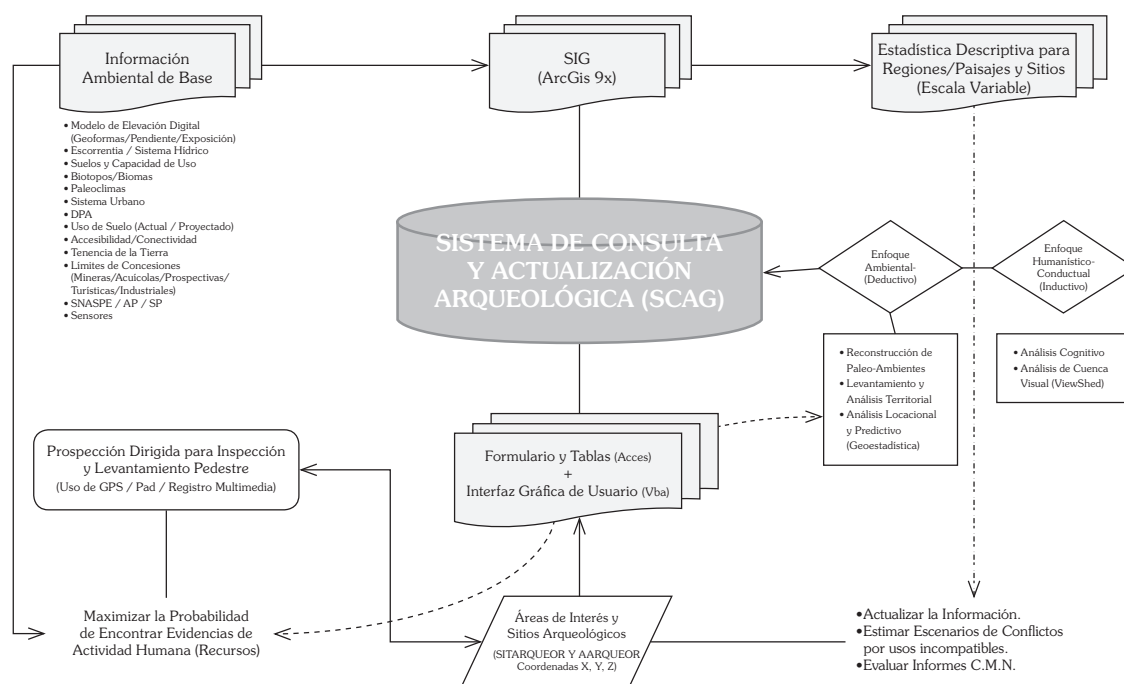 Información
Ambiental de Base
SIG
(ArcGis 9x)
Estadística Descriptiva para
Regiones/Paisajes y Sitios
(Escala Variable)
• Modelo de Elevación Digital
(Geoformas/Pendiente/Exposición)
• Escorrentia / Sistema Hídrico
• Suelos y Capacidad de Uso
• Biotopos/Biomas
• Paleoclimas
• Sistema Urbano
• DPA
• Uso de Suelo (Actual / Proyectado)
• Accesibilidad/Conectividad
• Tenencia de la Tierra
• Limites de Concesiones
(Mineras/Acuícolas/Prospectivas/
Turísticas/Industriales)
• SNASPE / AP / SP
• Sensores
SISTEMA DE CONSULTA
Y ACTUALIZACIÓN
ARQUEOLÓGICA (SCAG)
Enfoque
Ambiental-
(Deductivo)
Enfoque
Humanístico-
Conductual
(Inductivo)
• Reconstrucción de
Paleo-Ambientes
• Levantamiento y
Análisis Territorial
• Análisis Locacional
y Predictivo
(Geoestadística)
• Análisis Cognitivo
• Análisis de Cuenca
Visual (ViewShed)
Prospección Dirigida para Inspección
y Levantamiento Pedestre
(Uso de GPS / Pad / Registro Multimedia)
Formulario y Tablas (Acces)
+
Interfaz Gráfica de Usuario (Vba)
Maximizar la Probabilidad
de Encontrar Evidencias de
Actividad Humana (Recursos)
Áreas de Interés y
Sitios Arqueológicos
(SITARQUEOR Y AARQUEOR
Coordenadas X, Y, Z)
•Actualizar la Información.
•Estimar Escenarios de Conflictos
por usos incompatibles.
•Evaluar Informes C.M.N.